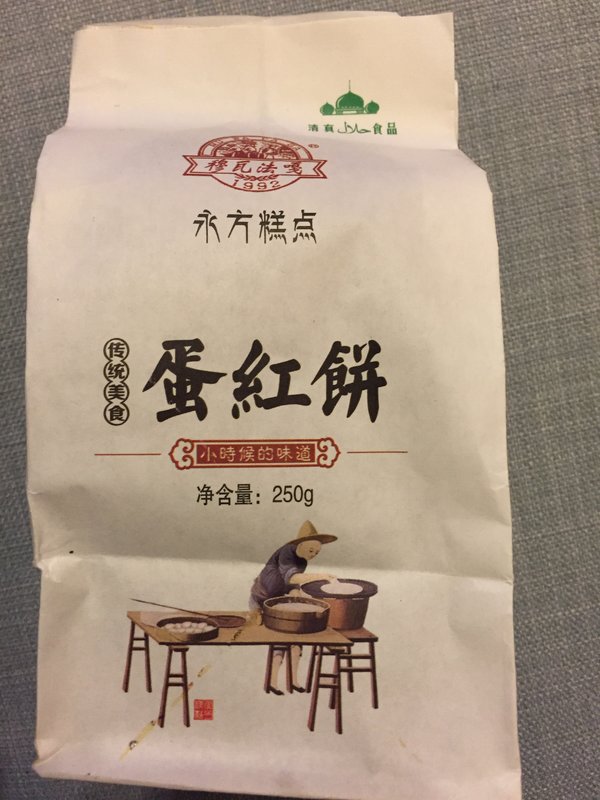 清真 حلال 食品
穆瓦法噶
®
1992
永方糕点
传统美食
蛋紅餅
小時候的味道
净含量：250g